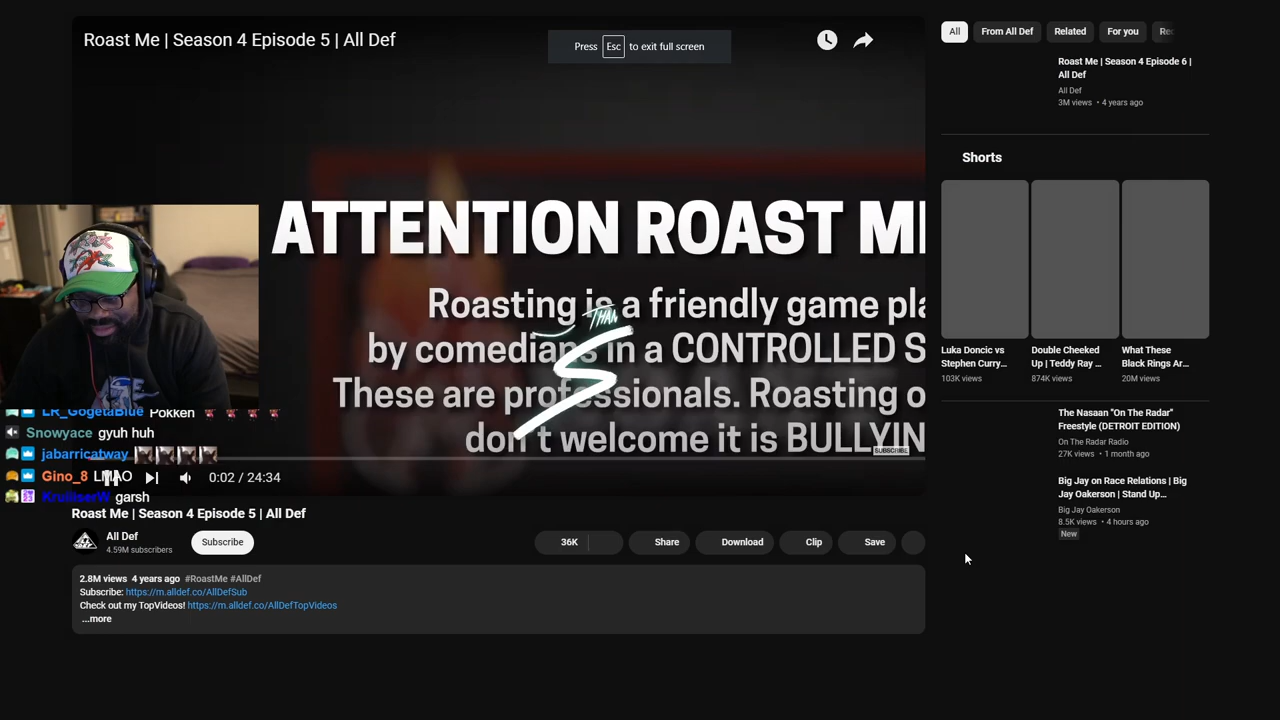 Roast Me | Season 4 Episode 5 | All Def
Press Esc to exit full screen
ATTENTION ROAST M
Roasting is a friendly game pla
by comedians in a CONTROLLED S
These are professionals. Roasting o
don't welcome it is BULLYIN
THAN
SUBSCRIBE
LR_GogetaBlue Pokken
Snowyace gyuh huh
jabarricatway
Gino_8 LMAO
garsh
0:02 / 24:34
Roast Me | Season 4 Episode 5 | All Def
All Def
4.59M subscribers
Subscribe
36K
Share
Download
Clip
Save
2.8M views 4 years ago #RoastMe #AllDef
Subscribe: https://m.alldef.co/AllDefSub
Check out my TopVideos! https://m.alldef.co/AllDefTopVideos
...more
All
From All Def
Related
For you
Roast Me | Season 4 Episode 6 |
All Def
All Def
3M views • 4 years ago
Shorts
Luka Doncic vs
Stephen Curry...
103K views
Double Cheeked
Up | Teddy Ray ...
874K views
What These
Black Rings Ar...
20M views
The Nasaan "On The Radar"
Freestyle (DETROIT EDITION)
On The Radar Radio
27K views • 1 month ago
Big Jay on Race Relations | Big
Jay Oakerson | Stand Up...
Big Jay Oakerson
8.5K views • 4 hours ago
New